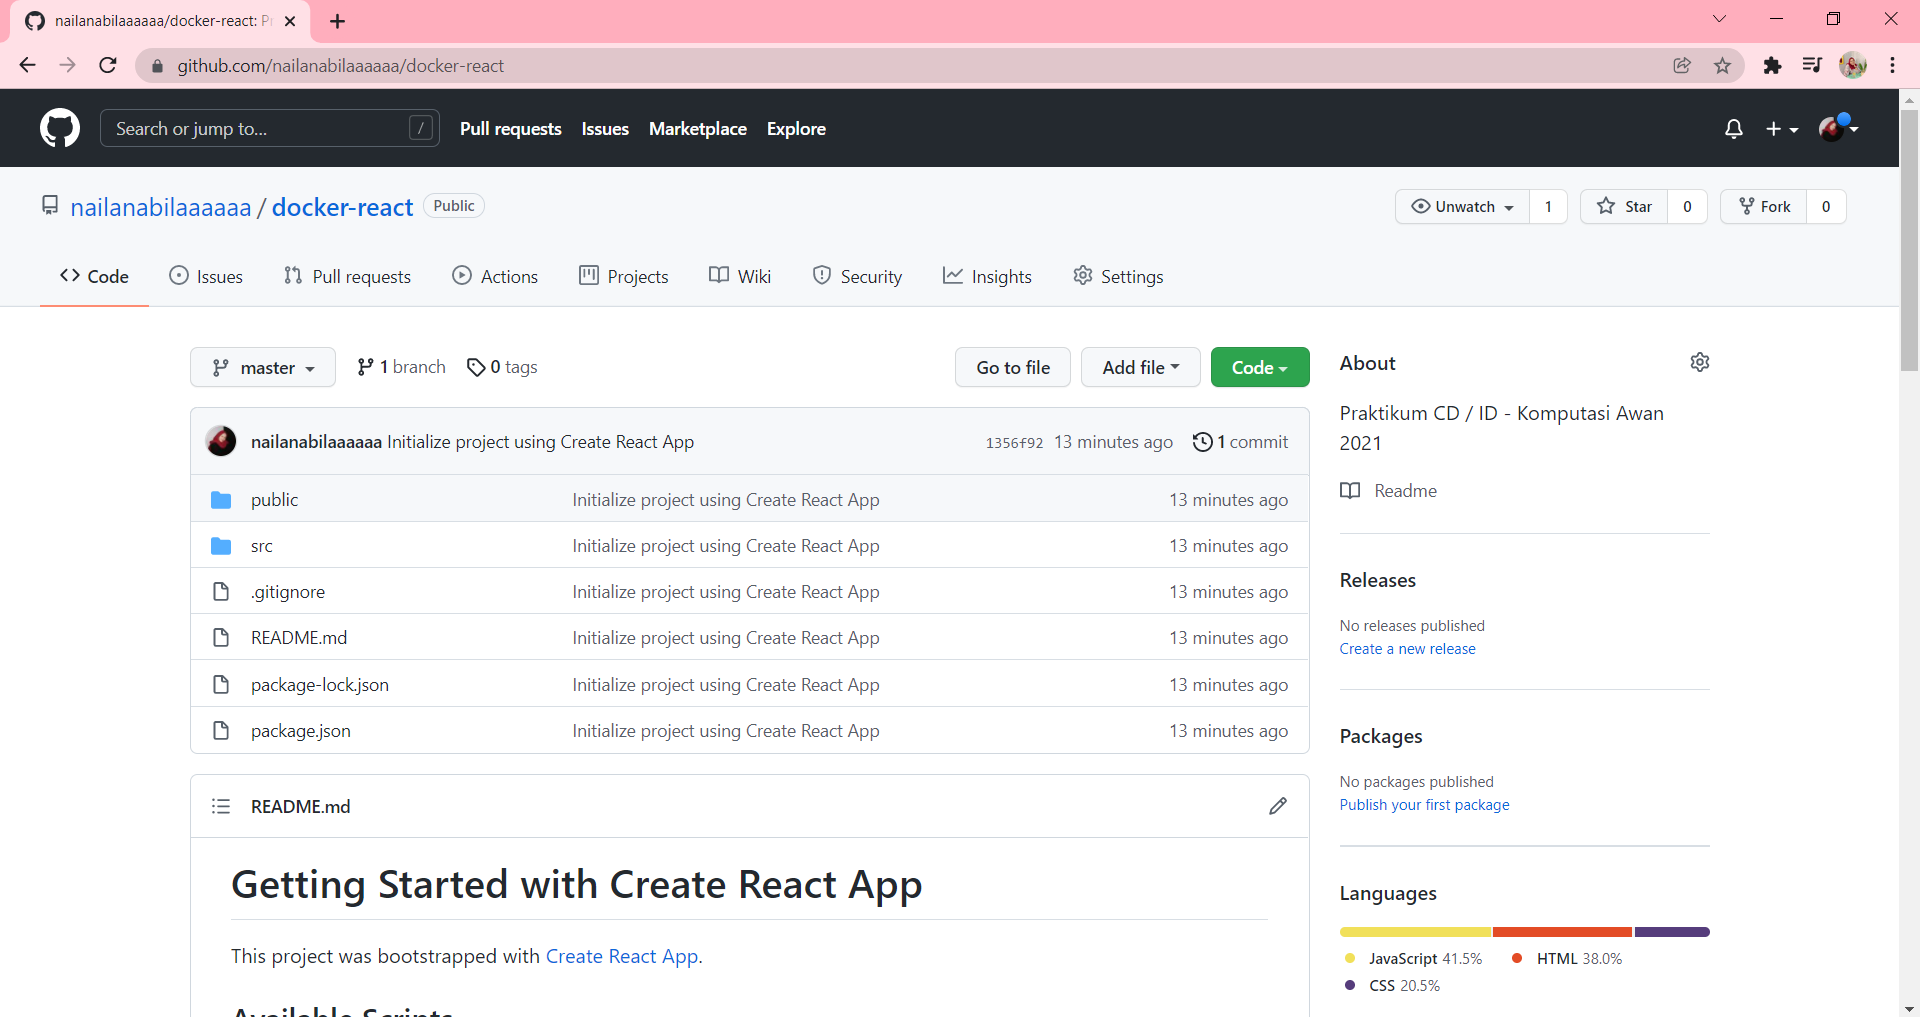 nailanabilaaaaaa/docker-react: Pr
github.com/nailanabilaaaaaa/docker-react
Search or jump to... /
Pull requests Issues Marketplace Explore
nailanabilaaaaaa / docker-react Public
Unwatch 1 Star 0 Fork 0
Code Issues Pull requests Actions Projects Wiki Security Insights Settings
master 1 branch 0 tags Go to file Add file Code
nailanabilaaaaaa Initialize project using Create React App 1356f92 13 minutes ago 1 commit
public Initialize project using Create React App 13 minutes ago
src Initialize project using Create React App 13 minutes ago
.gitignore Initialize project using Create React App 13 minutes ago
README.md Initialize project using Create React App 13 minutes ago
package-lock.json Initialize project using Create React App 13 minutes ago
package.json Initialize project using Create React App 13 minutes ago
README.md
Getting Started with Create React App
This project was bootstrapped with Create React App.
Available Scripts
About
Praktikum CD / ID - Komputasi Awan
2021
Readme
Releases
No releases published
Create a new release
Packages
No packages published
Publish your first package
Languages
JavaScript 41.5% HTML 38.0%
CSS 20.5%